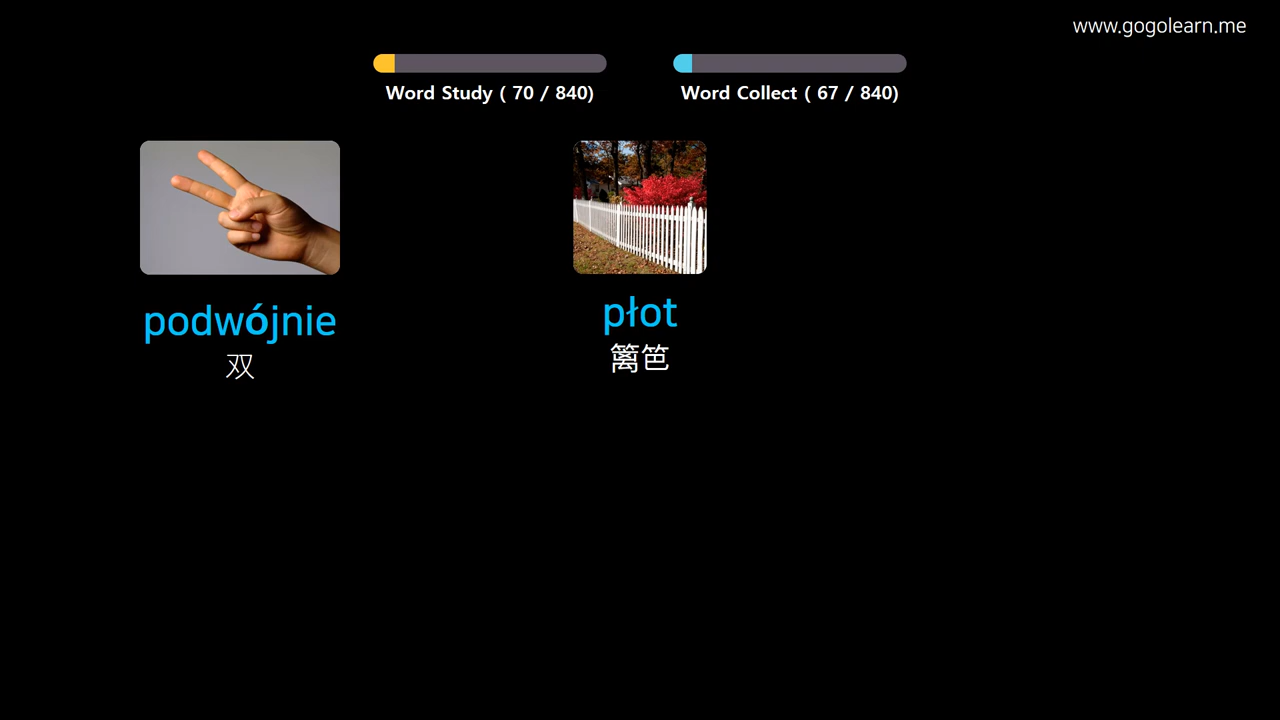 www.gogolearn.me
Word Study ( 70 / 840)
Word Collect ( 67 / 840)
podwójnie
双
płot
篱笆